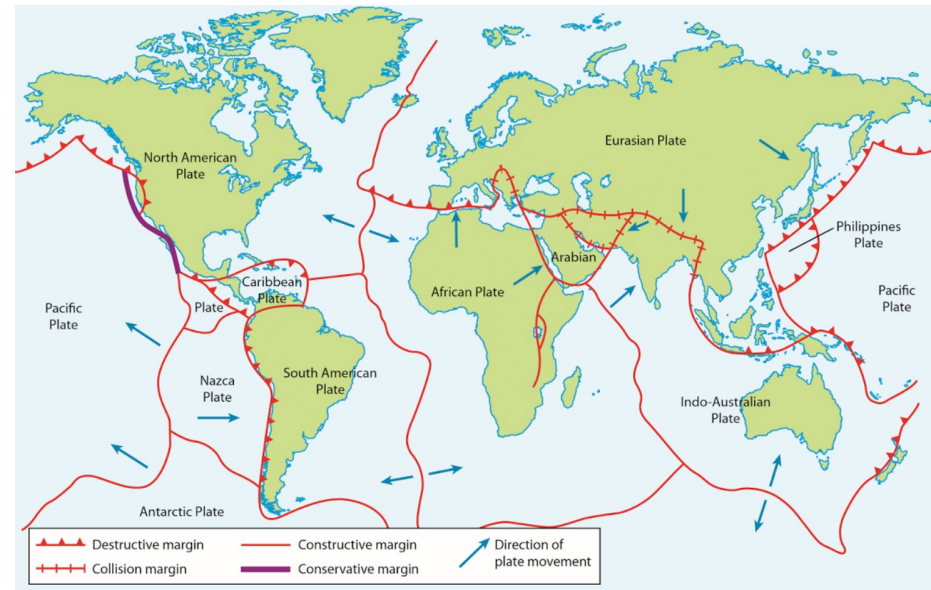 North American
Plate
Eurasian Plate
Philippines
Plate
Arabian
African Plate
Caribbean
Plate
Plate
Pacific
Plate
Pacific
Plate
South American
Plate
Nazca
Plate
Indo-Australian
Plate
Antarctic Plate
Destructive margin
Constructive margin
Direction of
plate movement
Collision margin
Conservative margin